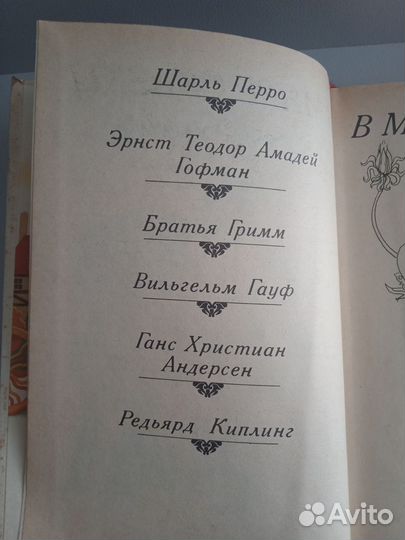 Шарль Перро
Эрнст Теодор Амадей
Гофман
Братья Гримм
Вильгельм Гауф
Ганс Христиан
Андерсен
Редьярд Киплинг
В М
Avito